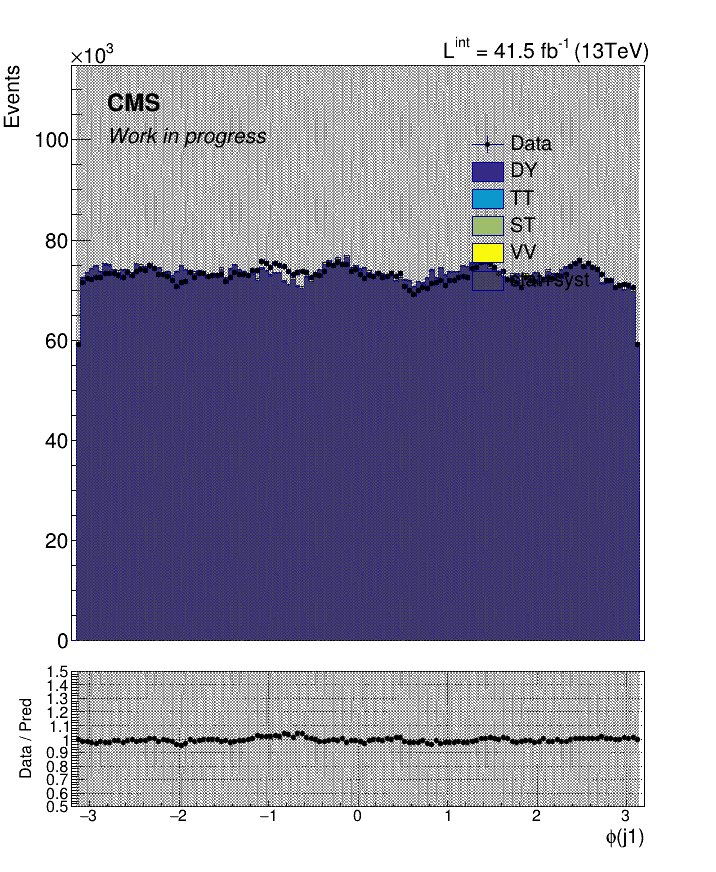 ×10³
L^int = 41.5 fb⁻¹ (13TeV)
Events
CMS
Work in progress
Data
DY
TT
ST
VV
stat+syst
100
80
60
40
20
0
Data / Pred
1.5
1.4
1.3
1.2
1.1
1
0.9
0.8
0.7
0.6
0.5
−3 −2 −1 0 1 2 3
ϕ(j1)